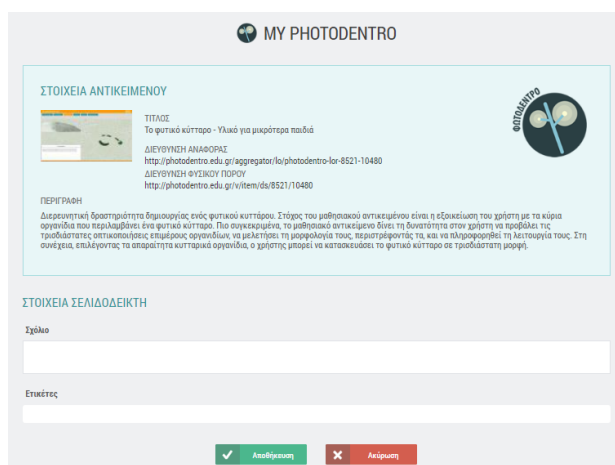 MY PHOTODENTRO
ΣΤΟΙΧΕΙΑ ΑΝΤΙΚΕΙΜΕΝΟΥ
ΤΙΤΛΟΣ
Το φυτικό κύτταρο - Υλικό για μικρότερα παιδιά
ΔΙΕΥΘΥΝΣΗ ΑΝΑΦΟΡΑΣ
http://photodentro.edu.gr/aggregator/lo/photodentro-lor-8521-10480
ΔΙΕΥΘΥΝΣΗ ΦΥΣΙΚΟΥ ΠΟΡΟΥ
http://photodentro.edu.gr/v/item/ds/8521/10480
ΦΩΤΟΔΕΝΤΡΟ
ΠΕΡΙΓΡΑΦΗ
Διερευνητική δραστηριότητα δημιουργίας ενός φυτικού κυττάρου. Στόχος του μαθησιακού αντικειμένου είναι η εξοικείωση του χρήστη με τα κύρια
οργανίδια που περιλαμβάνει ένα φυτικό κύτταρο. Πιο συγκεκριμένα, το μαθησιακό αντικείμενο δίνει τη δυνατότητα στον χρήστη να προβάλει τις
τρισδιάστατες οπτικοποιήσεις επιμέρους οργανιδίων, να μελετήσει τη μορφολογία τους, περιστρέφοντάς τα, και να πληροφορηθεί τη λειτουργία τους. Στη
συνέχεια, επιλέγοντας τα απαραίτητα κυτταρικά οργανίδια, ο χρήστης μπορεί να κατασκευάσει το φυτικό κύτταρο σε τρισδιάστατη μορφή.
ΣΤΟΙΧΕΙΑ ΣΕΛΙΔΟΔΕΙΚΤΗ
Σχόλιο
Ετικέτες
Αποθήκευση
Ακύρωση